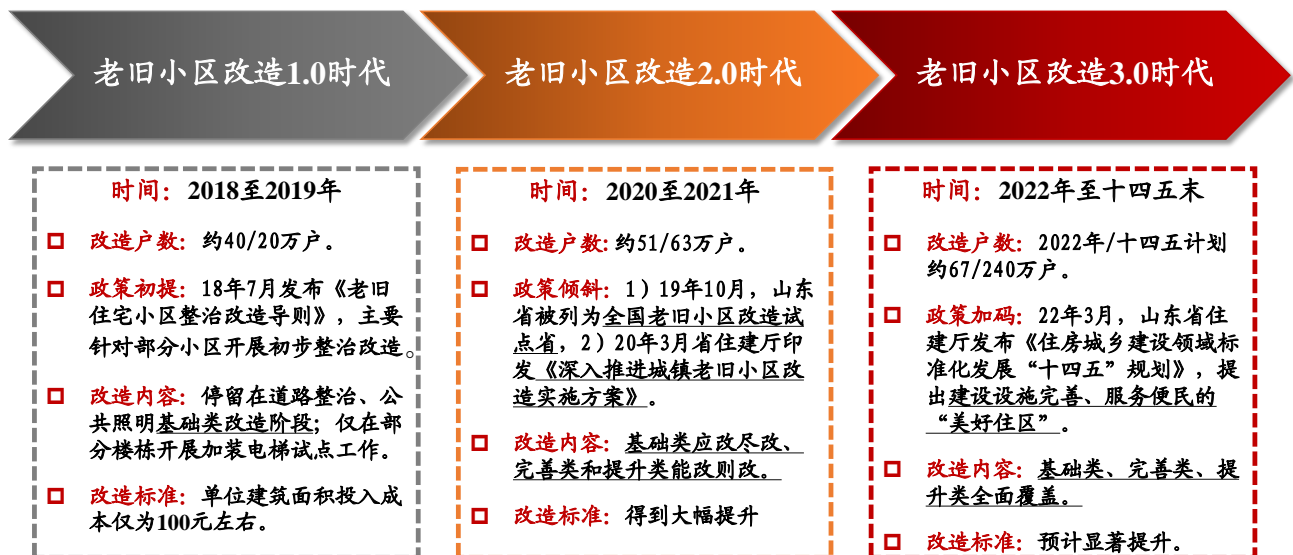 老旧小区改造1.0时代
老旧小区改造2.0时代
老旧小区改造3.0时代
时间：2018至2019年
改造户数：约40/20万户。
政策初提：18年7月发布《老旧
住宅小区整治改造导则》，主要
针对部分小区开展初步整治改造。
改造内容：停留在道路整治、公
共照明基础类改造阶段；仅在部
分楼栋开展加装电梯试点工作。
改造标准：单位建筑面积投入成
本仅为100元左右。
时间：2020至2021年
改造户数:约51/63万户。
政策倾斜：1）19年10月，山东
省被列为全国老旧小区改造试
点省，2）20年3月省住建厅印
发《深入推进城镇老旧小区改
造实施方案》。
改造内容：基础类应改尽改、
完善类和提升类能改则改。
改造标准：得到大幅提升
时间：2022年至十四五末
改造户数：2022年/十四五计划
约67/240万户。
政策加码：22年3月，山东省住
建厅发布《住房城乡建设领域标
准化发展“十四五”规划》，提
出建设设施完善、服务便民的
“美好住区”。
改造内容：基础类、完善类、提
升类全面覆盖。
改造标准：预计显著提升。